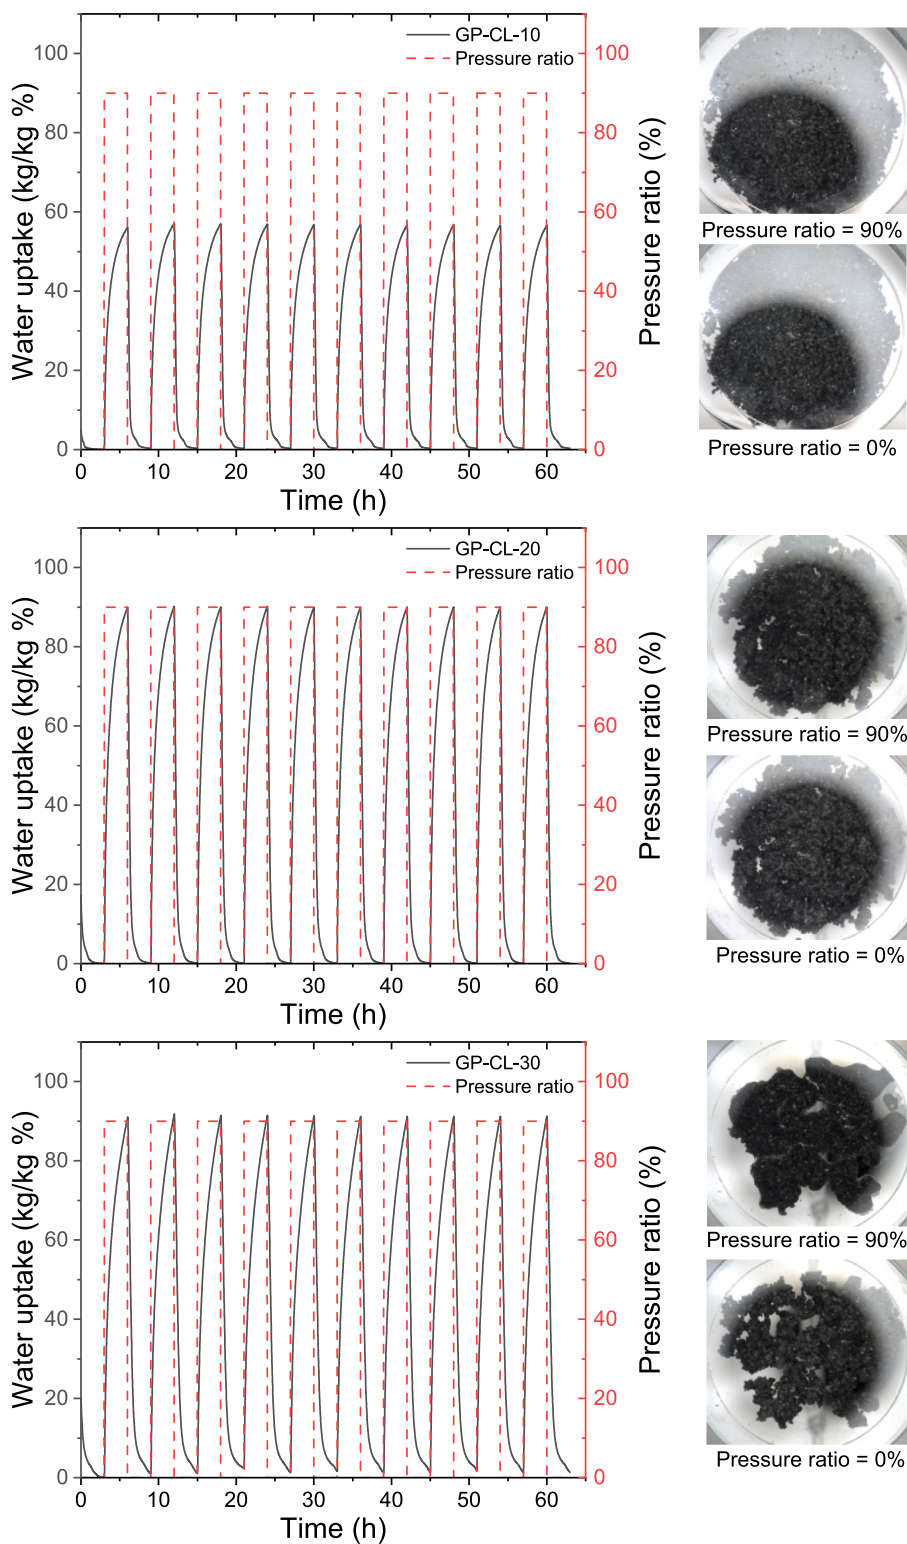 GP-CL-10
Pressure ratio
Water uptake (kg/kg %)
100
80
60
40
20
0
100
80
60
40
20
0
Pressure ratio (%)
0 10 20 30 40 50 60
Time (h)
Pressure ratio = 90%
Pressure ratio = 0%
GP-CL-20
Pressure ratio
Water uptake (kg/kg %)
100
80
60
40
20
0
100
80
60
40
20
0
Pressure ratio (%)
0 10 20 30 40 50 60
Time (h)
Pressure ratio = 90%
Pressure ratio = 0%
GP-CL-30
Pressure ratio
Water uptake (kg/kg %)
100
80
60
40
20
0
100
80
60
40
20
0
Pressure ratio (%)
0 10 20 30 40 50 60
Time (h)
Pressure ratio = 90%
Pressure ratio = 0%